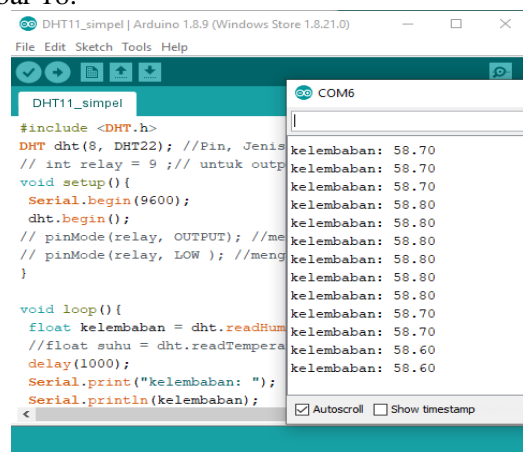 DHT11_simpel | Arduino 1.8.9 (Windows Store 1.8.21.0)
File Edit Sketch Tools Help
DHT11_simpel
#include <DHT.h>
DHT dht(8, DHT22); //Pin, Jenis
// int relay = 9 ;// untuk outp
void setup(){
Serial.begin(9600);
dht.begin();
// pinMode(relay, OUTPUT); //me
// pinMode(relay, LOW ); //meng
}
void loop(){
float kelembaban = dht.readHum
//float suhu = dht.readTempera
delay(1000);
Serial.print("kelembaban: ");
Serial.println(kelembaban);
COM6
kelembaban: 58.70
kelembaban: 58.70
kelembaban: 58.70
kelembaban: 58.80
kelembaban: 58.80
kelembaban: 58.80
kelembaban: 58.80
kelembaban: 58.80
kelembaban: 58.80
kelembaban: 58.70
kelembaban: 58.70
kelembaban: 58.60
kelembaban: 58.60
Autoscroll
Show timestamp